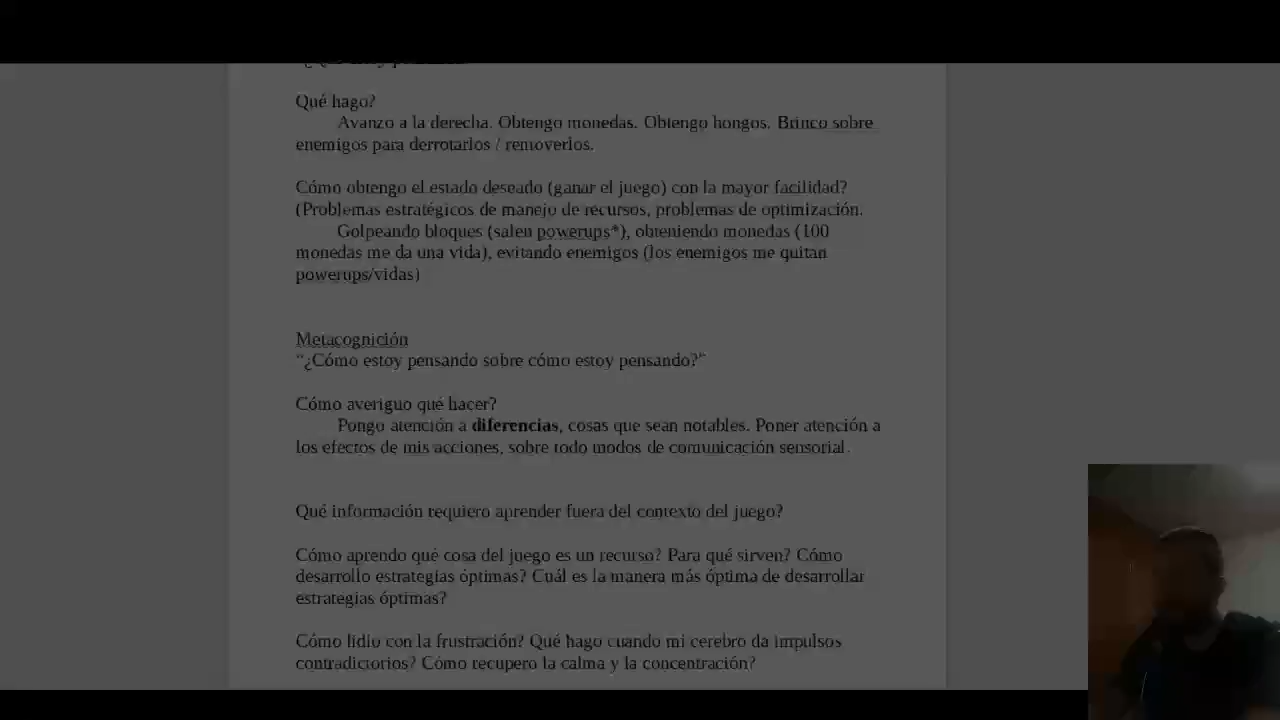 Qué hago?
Avanzo a la derecha. Obtengo monedas. Obtengo hongos. Brinco sobre
enemigos para derrotarlos / removerlos.
Cómo obtengo el estado deseado (ganar el juego) con la mayor facilidad?
(Problemas estratégicos de manejo de recursos, problemas de optimización.
Golpeando bloques (salen powerups*), obteniendo monedas (100
monedas me da una vida), evitando enemigos (los enemigos me quitan
powerups/vidas)
Metacognición
“¿Cómo estoy pensando sobre cómo estoy pensando?”
Cómo averiguo qué hacer?
Pongo atención a diferencias, cosas que sean notables. Poner atención a
los efectos de mis acciones, sobre todo modos de comunicación sensorial.
Qué información requiero aprender fuera del contexto del juego?
Cómo aprendo qué cosa del juego es un recurso? Para qué sirven? Cómo
desarrollo estrategias óptimas? Cuál es la manera más óptima de desarrollar
estrategias óptimas?
Cómo lidio con la frustración? Qué hago cuando mi cerebro da impulsos
contradictorios? Cómo recupero la calma y la concentración?